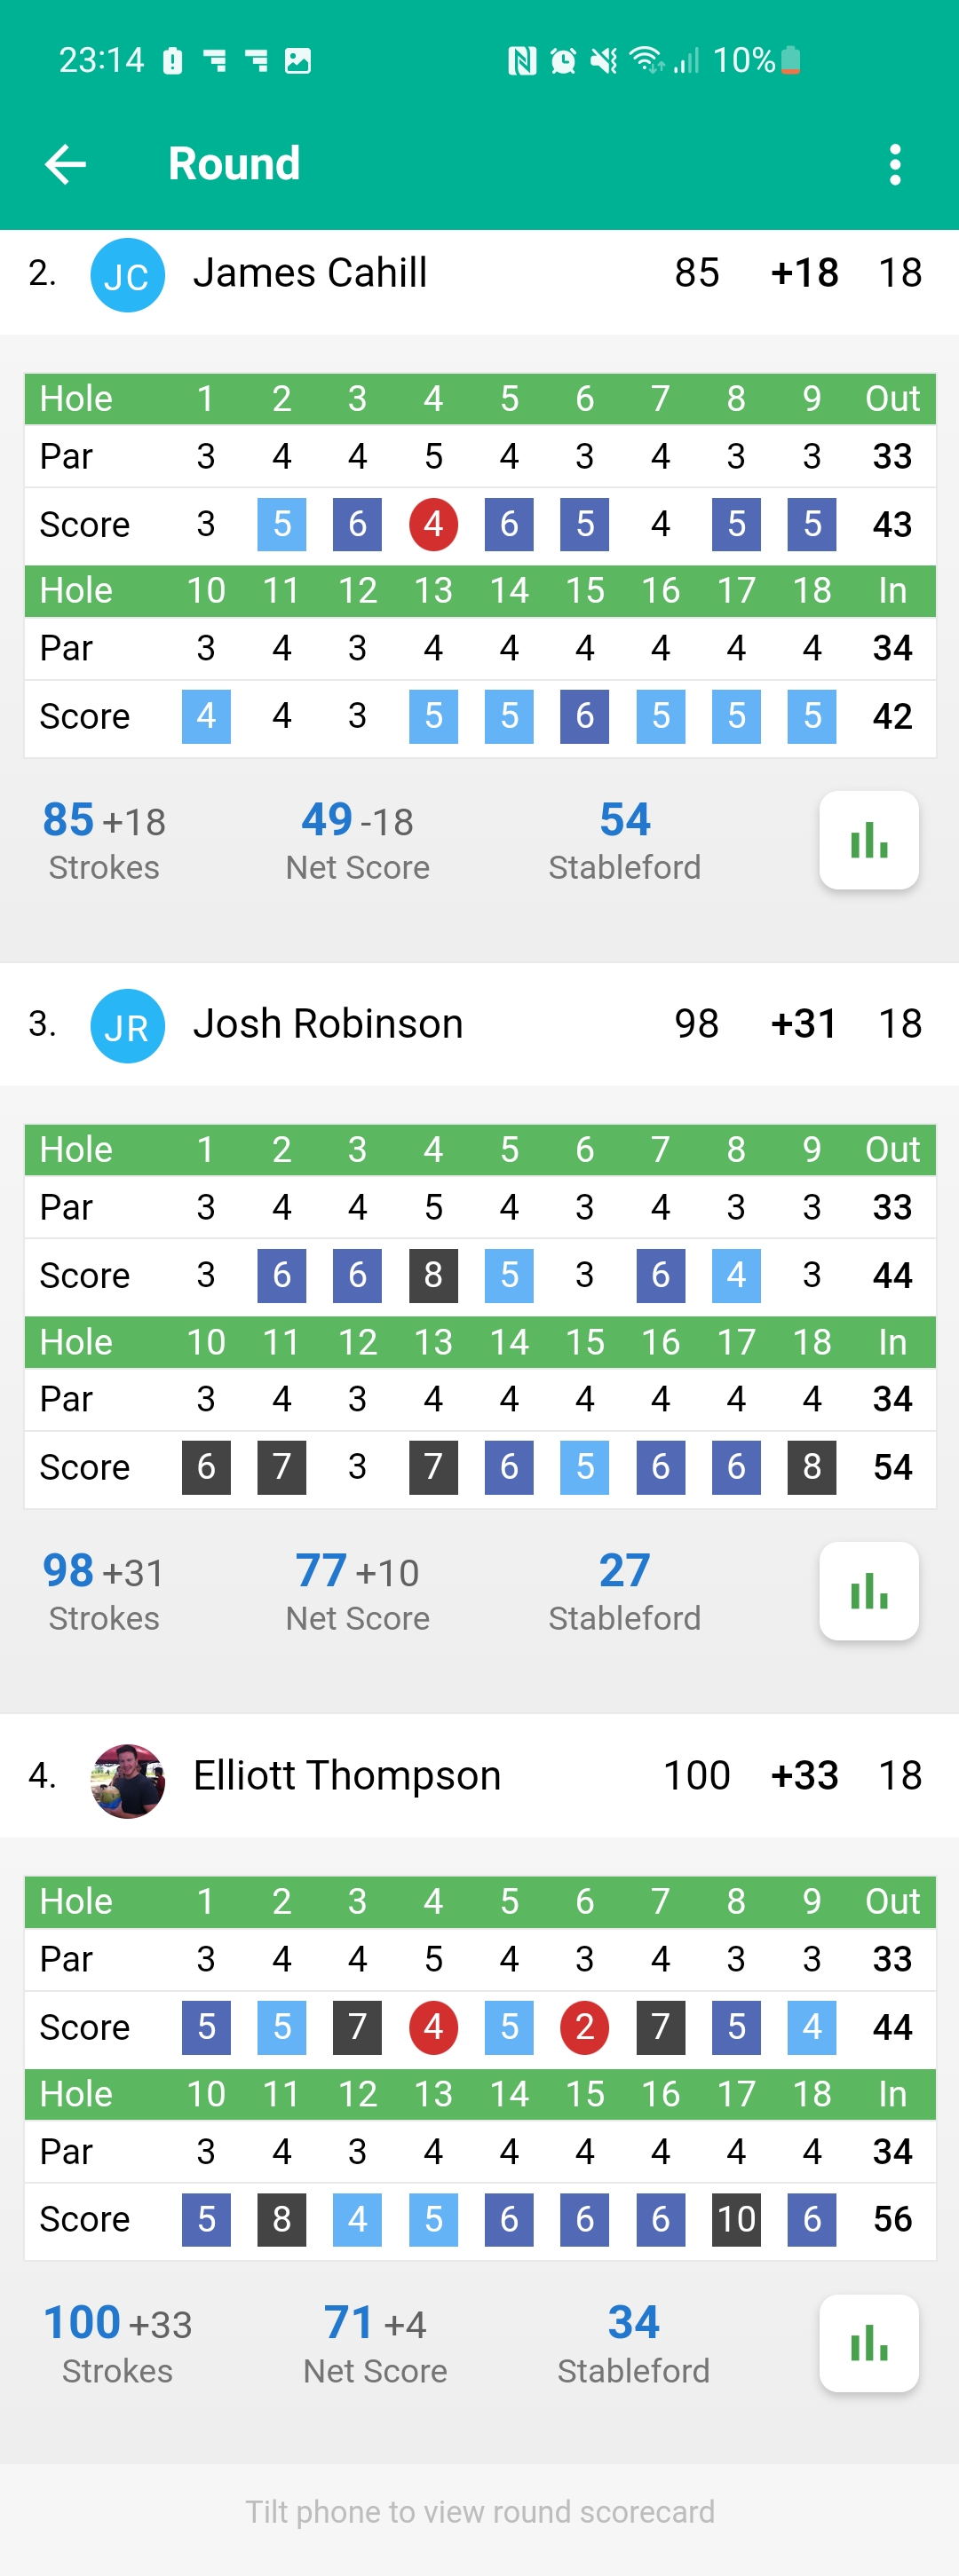 23:14 10%
Round
2. JC James Cahill 85 +18 18
Hole 1 2 3 4 5 6 7 8 9 Out
Par 3 4 4 5 4 3 4 3 3 33
Score 3 5 6 4 6 5 4 5 5 43
Hole 10 11 12 13 14 15 16 17 18 In
Par 3 4 3 4 4 4 4 4 4 34
Score 4 4 3 5 5 6 5 5 5 42
85 +18 49 -18 54
Strokes Net Score Stableford
3. JR Josh Robinson 98 +31 18
Hole 1 2 3 4 5 6 7 8 9 Out
Par 3 4 4 5 4 3 4 3 3 33
Score 3 6 6 8 5 3 6 4 3 44
Hole 10 11 12 13 14 15 16 17 18 In
Par 3 4 3 4 4 4 4 4 4 34
Score 6 7 3 7 6 5 6 6 8 54
98 +31 77 +10 27
Strokes Net Score Stableford
4. Elliott Thompson 100 +33 18
Hole 1 2 3 4 5 6 7 8 9 Out
Par 3 4 4 5 4 3 4 3 3 33
Score 5 5 7 4 5 2 7 5 4 44
Hole 10 11 12 13 14 15 16 17 18 In
Par 3 4 3 4 4 4 4 4 4 34
Score 5 8 4 5 6 6 6 10 6 56
100 +33 71 +4 34
Strokes Net Score Stableford
Tilt phone to view round scorecard